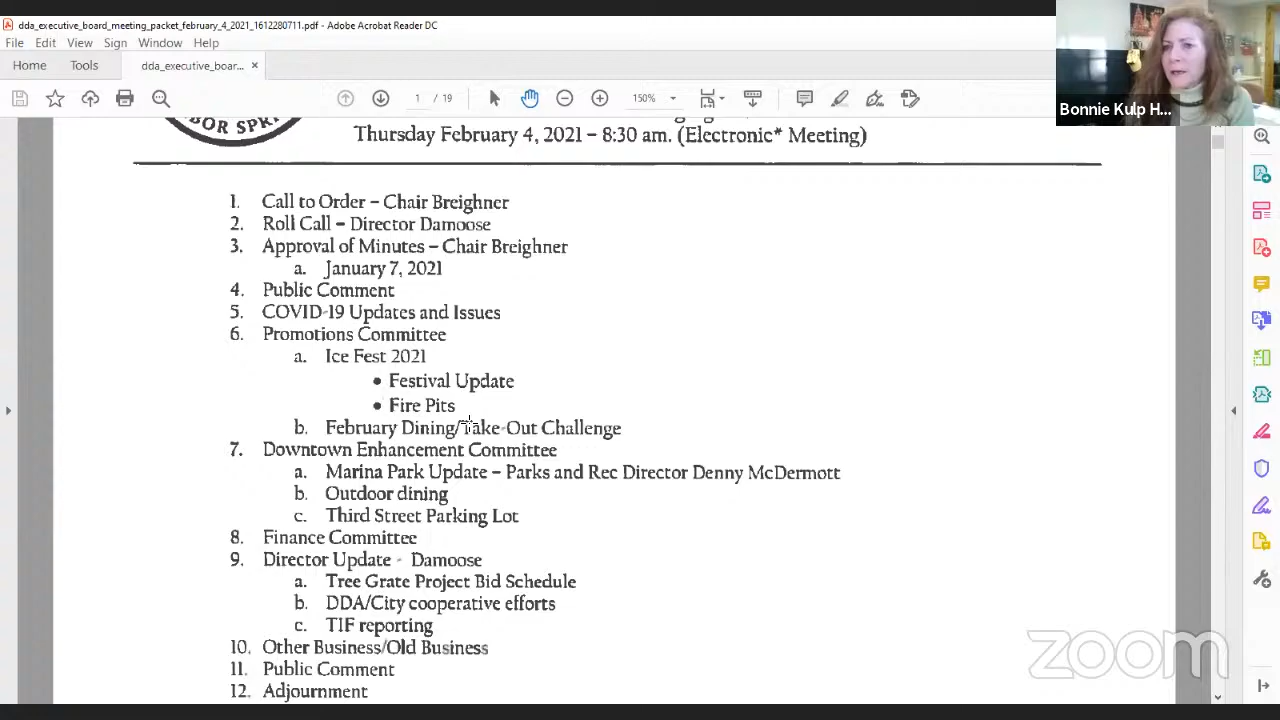 dda_executive_board_meeting_packet_february_4_2021_1612280711.pdf - Adobe Acrobat Reader DC
File Edit View Sign Window Help
Home Tools dda_executive_boar... ×
1 / 19 150%
Bonnie Kulp H...
BOR SPRI
Thursday February 4, 2021 – 8:30 am. (Electronic* Meeting)
1. Call to Order – Chair Breighner
2. Roll Call – Director Damoose
3. Approval of Minutes – Chair Breighner
a. January 7, 2021
4. Public Comment
5. COVID-19 Updates and Issues
6. Promotions Committee
a. Ice Fest 2021
• Festival Update
• Fire Pits
b. February Dining/Take-Out Challenge
7. Downtown Enhancement Committee
a. Marina Park Update – Parks and Rec Director Denny McDermott
b. Outdoor dining
c. Third Street Parking Lot
8. Finance Committee
9. Director Update - Damoose
a. Tree Grate Project Bid Schedule
b. DDA/City cooperative efforts
c. TIF reporting
10. Other Business/Old Business
11. Public Comment
12. Adjournment
zoom